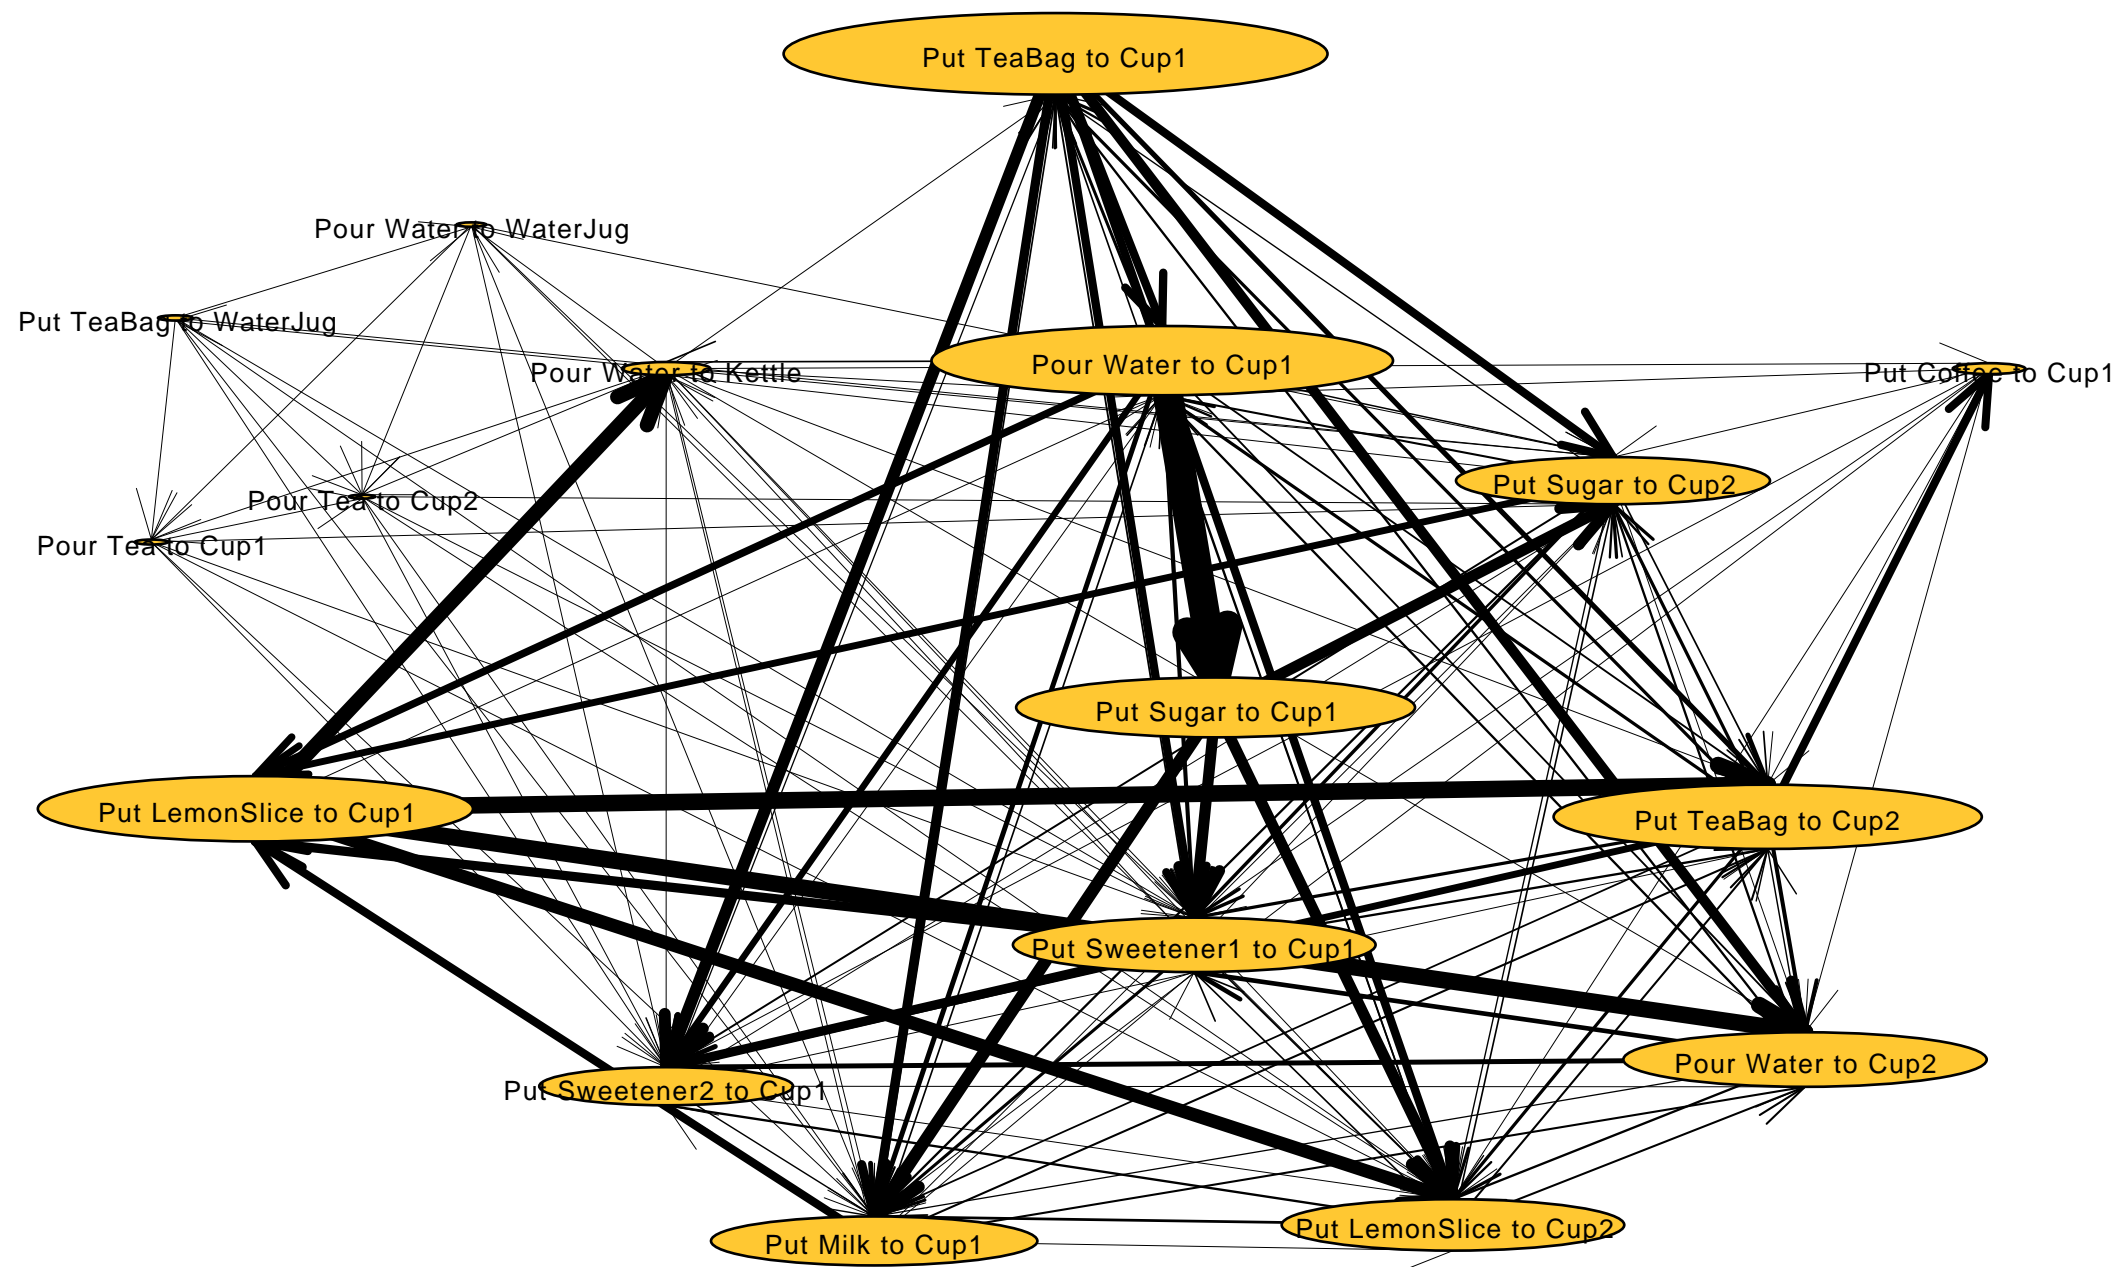 Put TeaBag to Cup1
Pour Water to WaterJug
Put TeaBag to WaterJug
Pour Water to Kettle
Pour Water to Cup1
Put Coffee to Cup1
Put Sugar to Cup2
Pour Tea to Cup2
Pour Tea to Cup1
Put Sugar to Cup1
Put LemonSlice to Cup1
Put TeaBag to Cup2
Put Sweetener1 to Cup1
Pour Water to Cup2
Put Sweetener2 to Cup1
Put LemonSlice to Cup2
Put Milk to Cup1